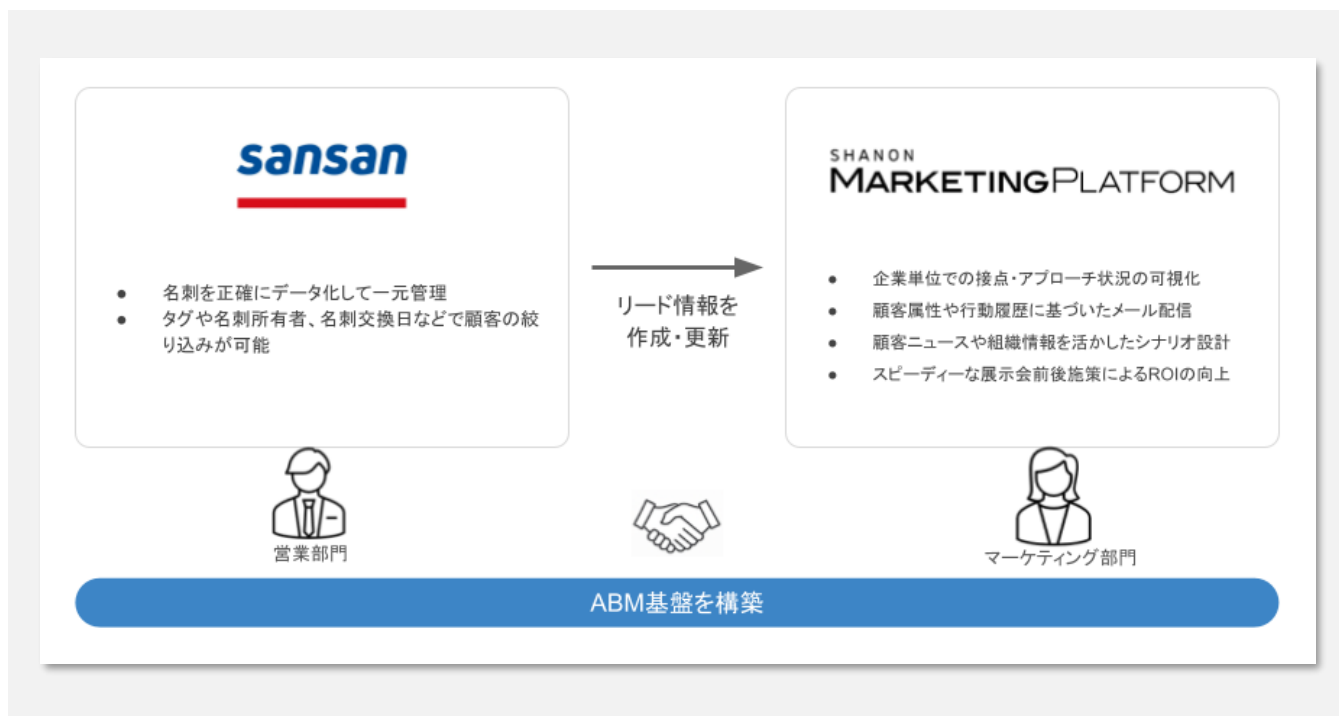 sansan
● 名刺を正確にデータ化して一元管理
● タグや名刺所有者、名刺交換日などで顧客の絞
り込みが可能
リード情報を
作成・更新
SHANON
MARKETINGPLATFORM
● 企業単位での接点・アプローチ状況の可視化
● 顧客属性や行動履歴に基づいたメール配信
● 顧客ニュースや組織情報を活かしたシナリオ設計
● スピーディーな展示会前後施策によるROIの向上
営業部門
マーケティング部門
ABM基盤を構築